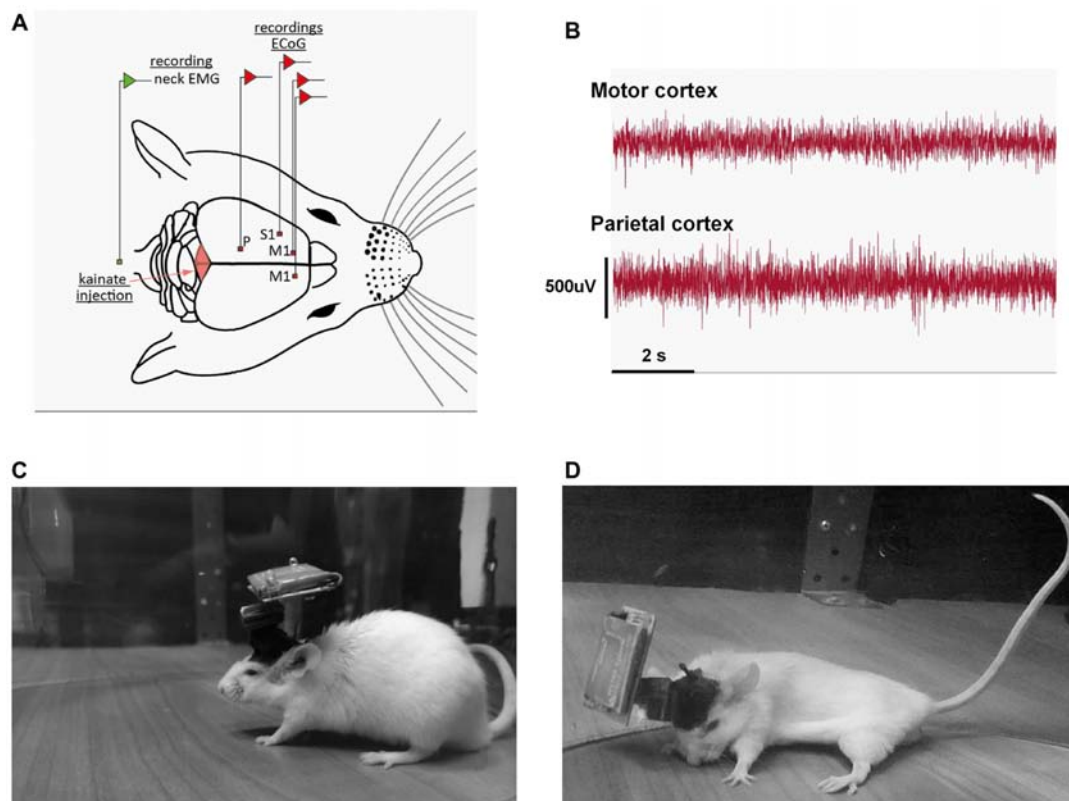 A
recordings
ECoG
recording
neck EMG
P
S1
M1
M1
kainate
injection
B
Motor cortex
Parietal cortex
500uV
2 s
C
D